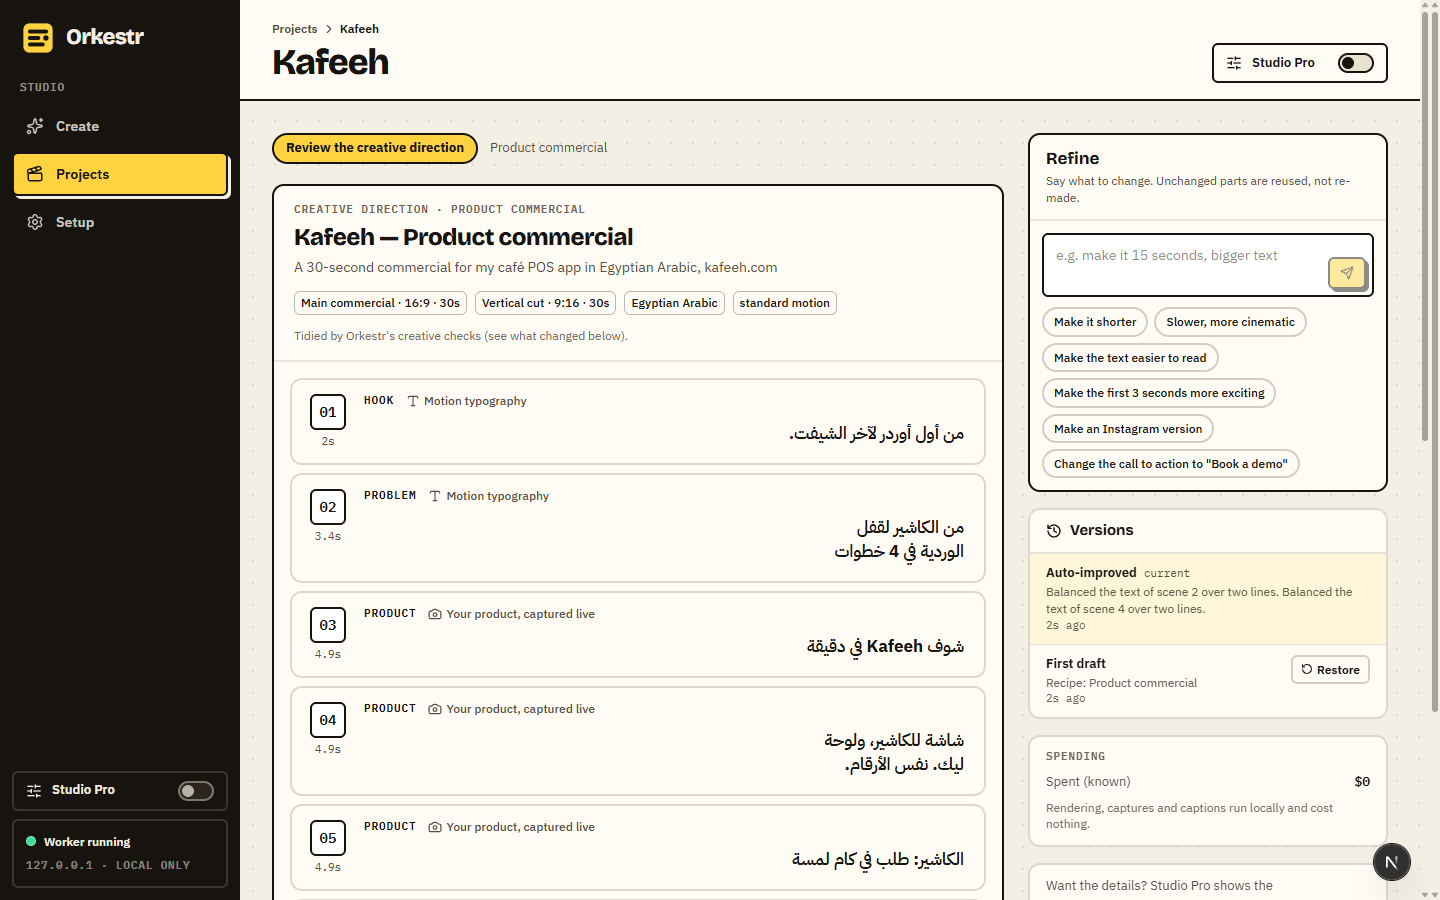 Orkestr
STUDIO
Create
Projects
Setup
Studio Pro
Worker running
127.0.0.1 · LOCAL ONLY
Projects > Kafeeh
Kafeeh
Studio Pro
Review the creative direction
Product commercial
CREATIVE DIRECTION · PRODUCT COMMERCIAL
Kafeeh — Product commercial
A 30-second commercial for my café POS app in Egyptian Arabic, kafeeh.com
Main commercial · 16:9 · 30s
Vertical cut · 9:16 · 30s
Egyptian Arabic
standard motion
Tidied by Orkestr's creative checks (see what changed below).
01
2s
HOOK
Motion typography
من أول أوردر لآخر الشيفت.
02
3.4s
PROBLEM
Motion typography
من الكاشير لقفل
الوردية في 4 خطوات
03
4.9s
PRODUCT
Your product, captured live
شوف Kafeeh في دقيقة
04
4.9s
PRODUCT
Your product, captured live
شاشة للكاشير، ولوحة
ليك. نفس الأرقام.
05
4.9s
PRODUCT
Your product, captured live
الكاشير: طلب في كام لمسة
Refine
Say what to change. Unchanged parts are reused, not re-
made.
e.g. make it 15 seconds, bigger text
Make it shorter
Slower, more cinematic
Make the text easier to read
Make the first 3 seconds more exciting
Make an Instagram version
Change the call to action to "Book a demo"
Versions
Auto-improved current
Balanced the text of scene 2 over two lines. Balanced the
text of scene 4 over two lines.
2s ago
First draft
Restore
Recipe: Product commercial
2s ago
SPENDING
Spent (known)
$0
Rendering, captures and captions run locally and cost
nothing.
N
Want the details? Studio Pro shows the